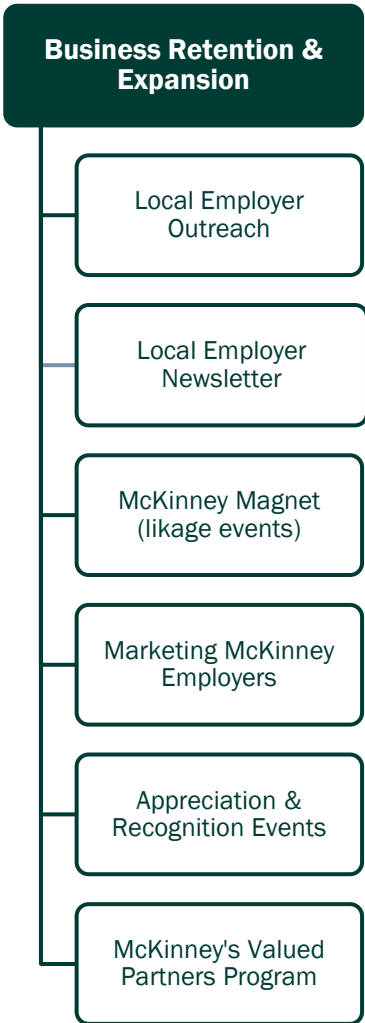 Business Retention &
Expansion
Local Employer
Outreach
Local Employer
Newsletter
McKinney Magnet
(likage events)
Marketing McKinney
Employers
Appreciation &
Recognition Events
McKinney's Valued
Partners Program